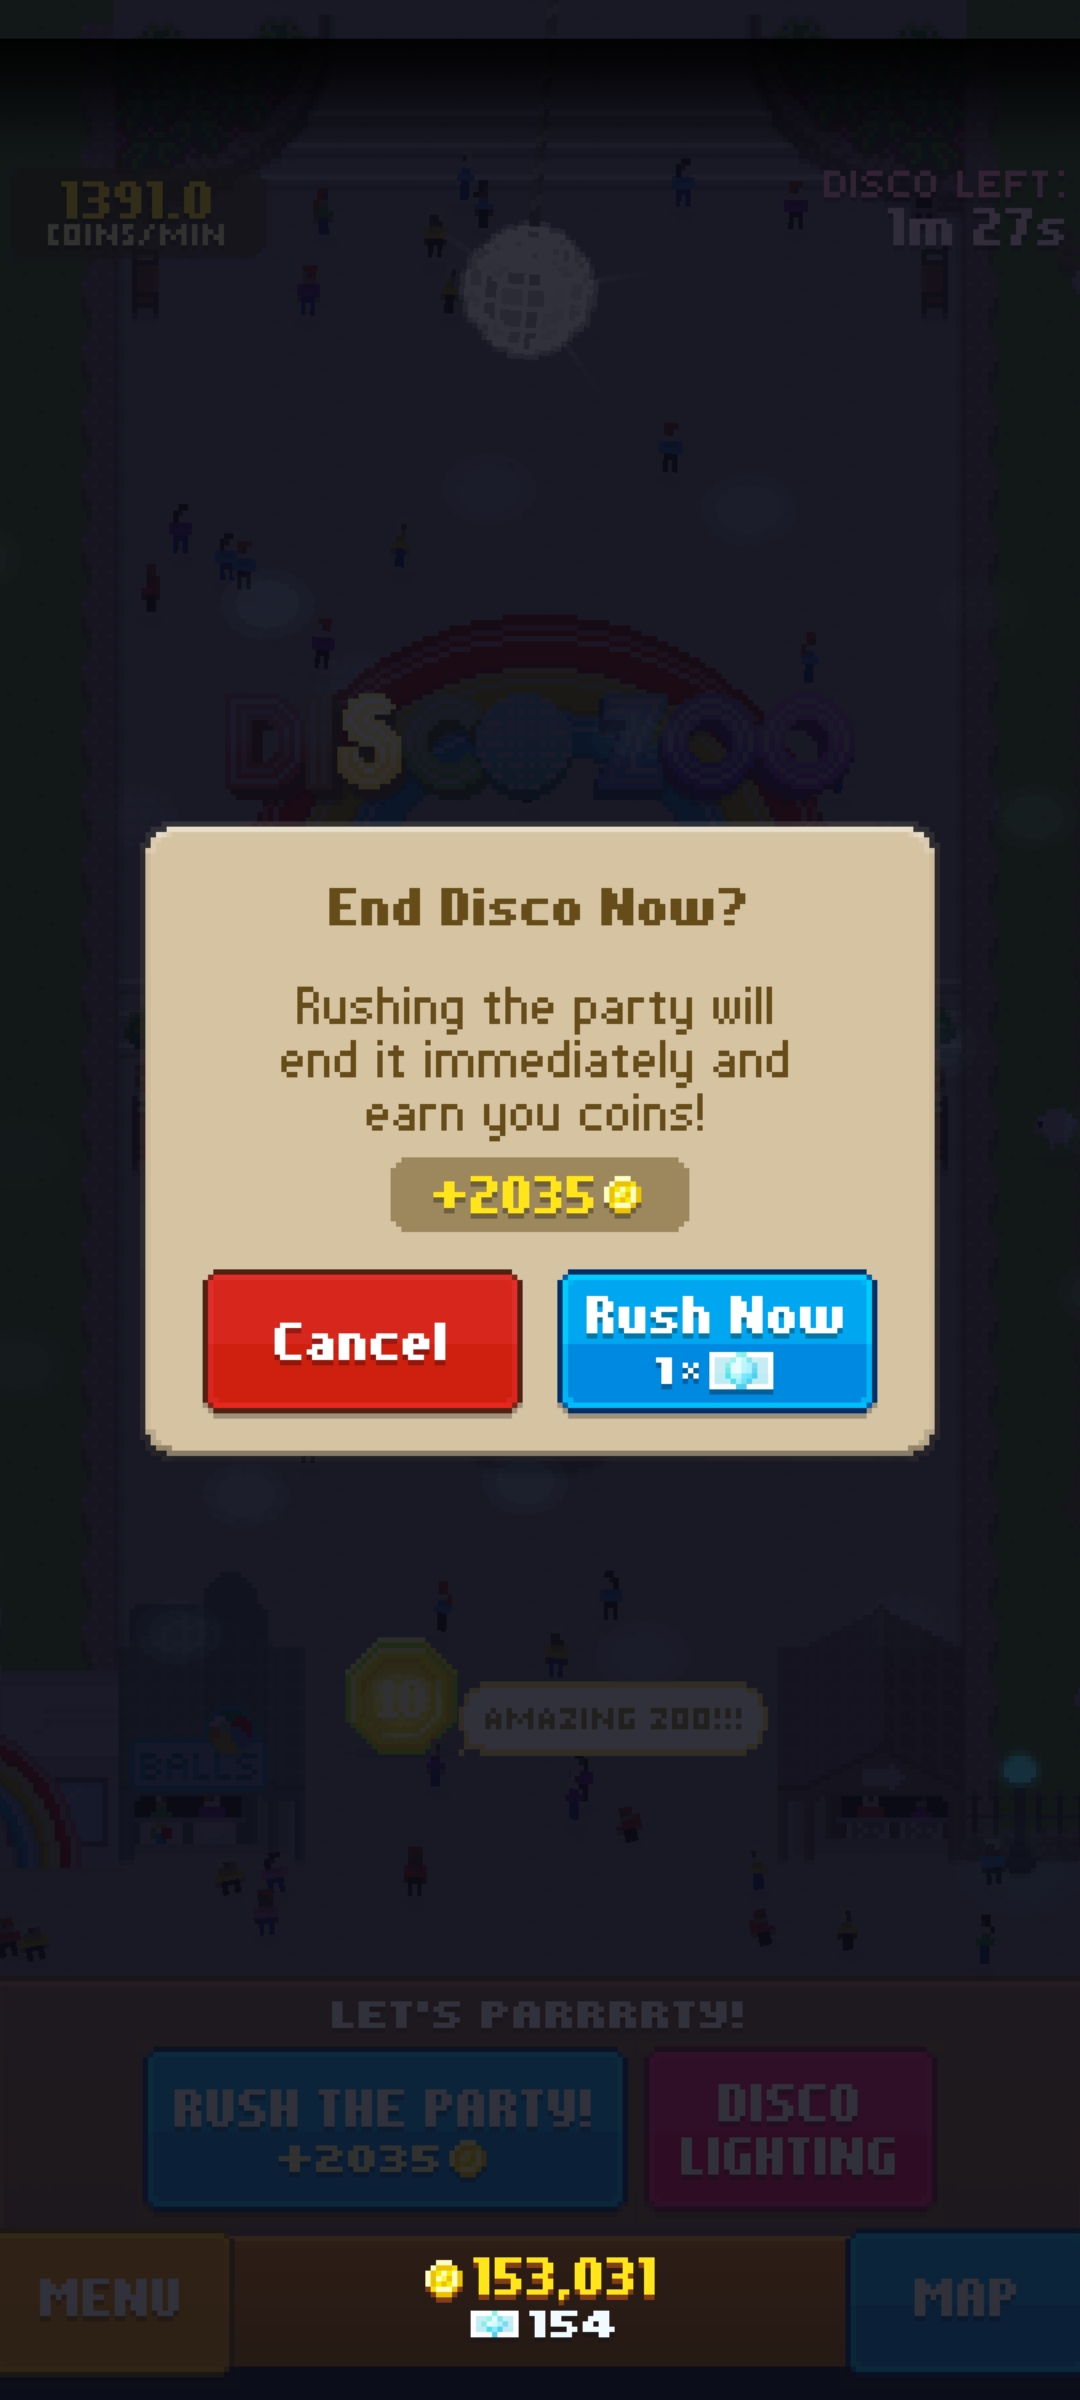 1391.0
COINS/MIN
DISCO LEFT:
1m 27s
DISCO ZOO
End Disco Now?
Rushing the party will
end it immediately and
earn you coins!
+2035
Cancel
Rush Now
1×
BALLS
10
AMAZING ZOO!!!
LET'S PARRRRTY!
RUSH THE PARTY!
+2035
DISCO
LIGHTING
MENU
153,031
154
MAP